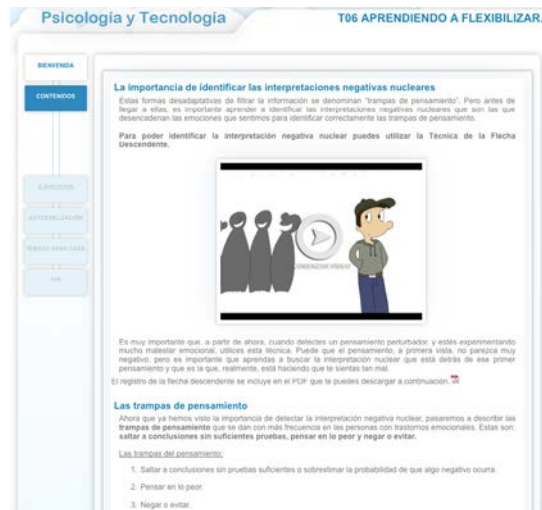 Psicología y Tecnología
T06 APRENDIENDO A FLEXIBILIZAR.
BIENVENIDA
CONTENIDOS
EJERCICIOS
AUTOEVALUACIÓN
TAREAS PARA CASA
FIN
La importancia de identificar las interpretaciones negativas nucleares
Estas formas desadaptativas de filtrar la información se denominan "trampas de pensamiento". Pero antes de
llegar a ellas, es importante aprender a identificar las interpretaciones negativas nucleares que son las que
desencadenan las emociones que sentimos para identificar correctamente las trampas de pensamiento.
Para poder identificar la interpretación negativa nuclear puedes utilizar la Técnica de la Flecha
Descendente.
COMENZAR VÍDEO
Es muy importante que, a partir de ahora, cuando detectes un pensamiento perturbador, y estés experimentando
mucho malestar emocional, utilices esta técnica. Puede que el pensamiento, a primera vista, no parezca muy
negativo, pero es importante que aprendas a buscar la interpretación nuclear que está detrás de ese primer
pensamiento y que es la que, realmente, está haciendo que te sientas tan mal.
El registro de la flecha descendente se incluye en el PDF que te puedes descargar a continuación.
Las trampas de pensamiento
Ahora que ya hemos visto la importancia de detectar la interpretación negativa nuclear, pasaremos a describir las
trampas de pensamiento que se dan con más frecuencia en las personas con trastornos emocionales. Estas son:
saltar a conclusiones sin suficientes pruebas, pensar en lo peor y negar o evitar.
Las trampas del pensamiento:
1. Saltar a conclusiones sin pruebas suficientes o sobrestimar la probabilidad de que algo negativo ocurra.
2. Pensar en lo peor.
3. Negar o evitar.